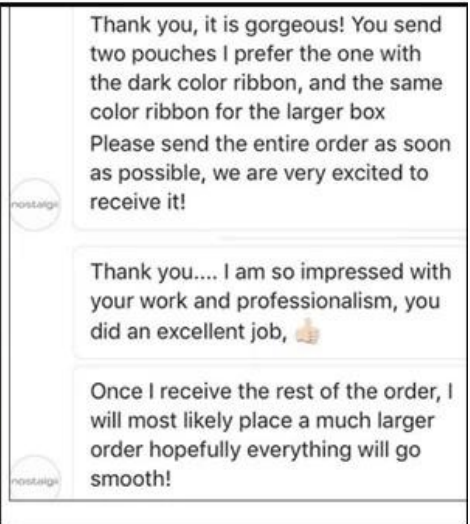 Thank you, it is gorgeous! You send
two pouches I prefer the one with
the dark color ribbon, and the same
color ribbon for the larger box
Please send the entire order as soon
as possible, we are very excited to
receive it!
nostalgi
Thank you.... I am so impressed with
your work and professionalism, you
did an excellent job, 👍🏻
Once I receive the rest of the order, I
will most likely place a much larger
order hopefully everything will go
smooth!
nostalgi